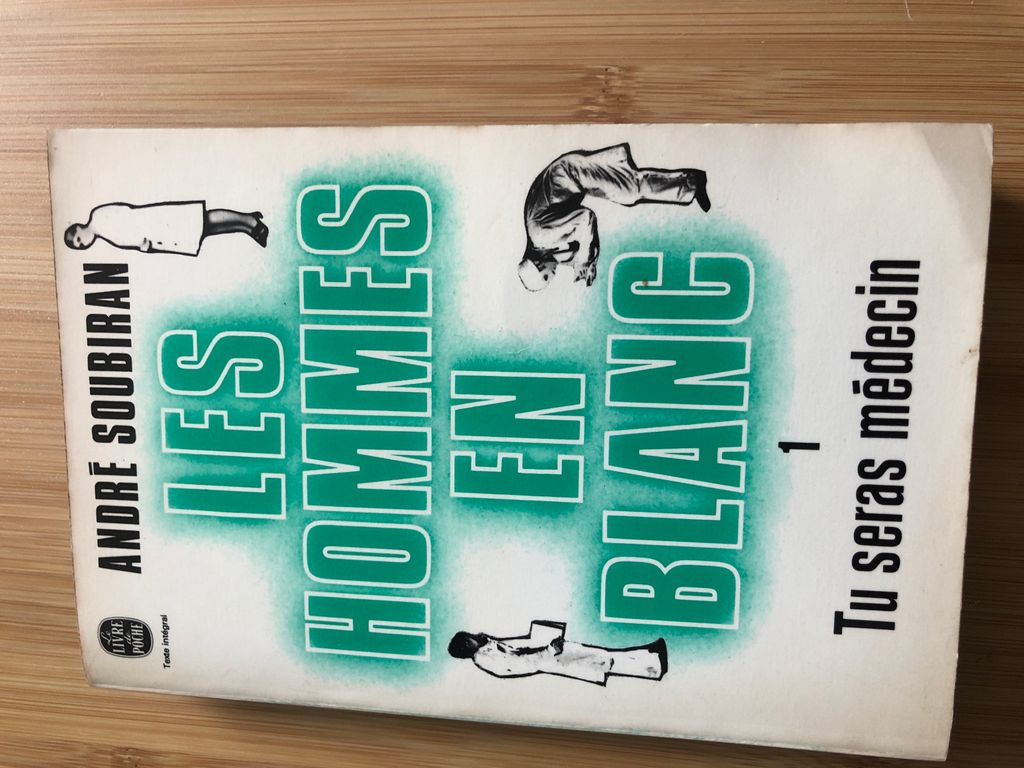 Le
LIVRE
de
POCHE
Texte intégral
ANDRÉ SOUBIRAN
LES
HOMMES
EN
BLANC
1
Tu seras médecin